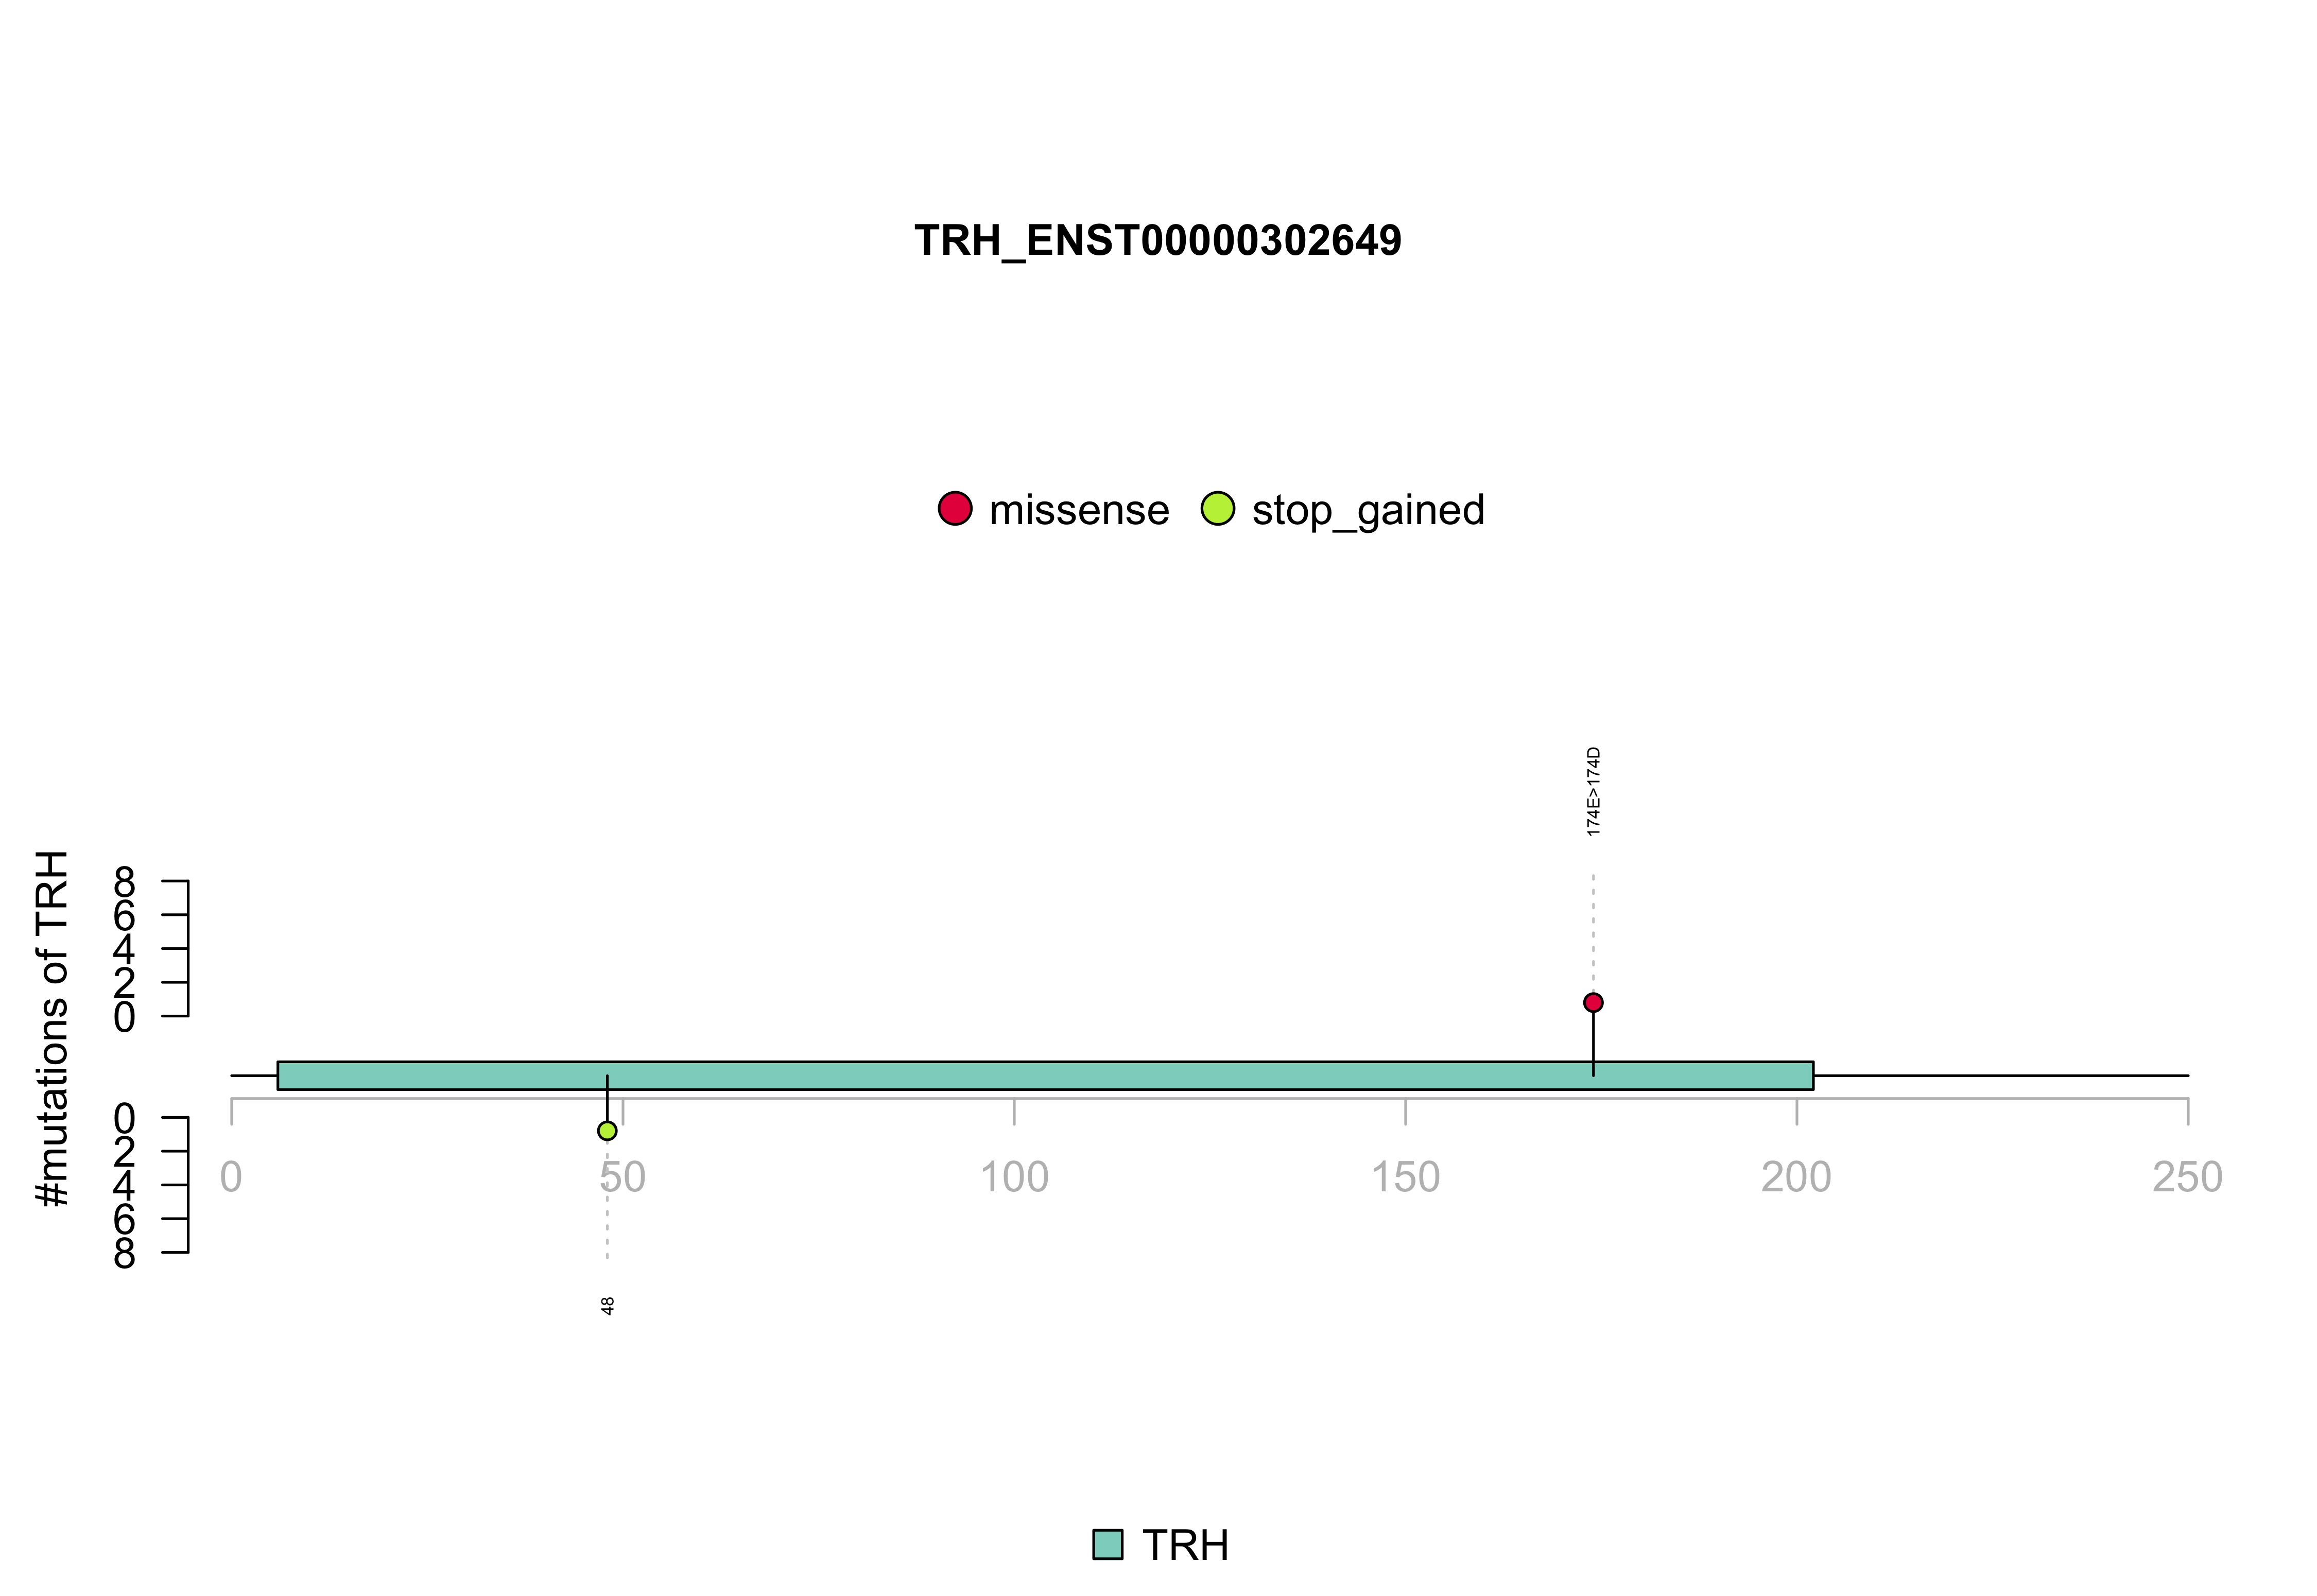 TRH_ENST00000302649
missense stop_gained
174E>174D
#mutations of TRH
8
6
4
2
0
0
2
4
6
8
0 50 100 150 200 250
48
TRH